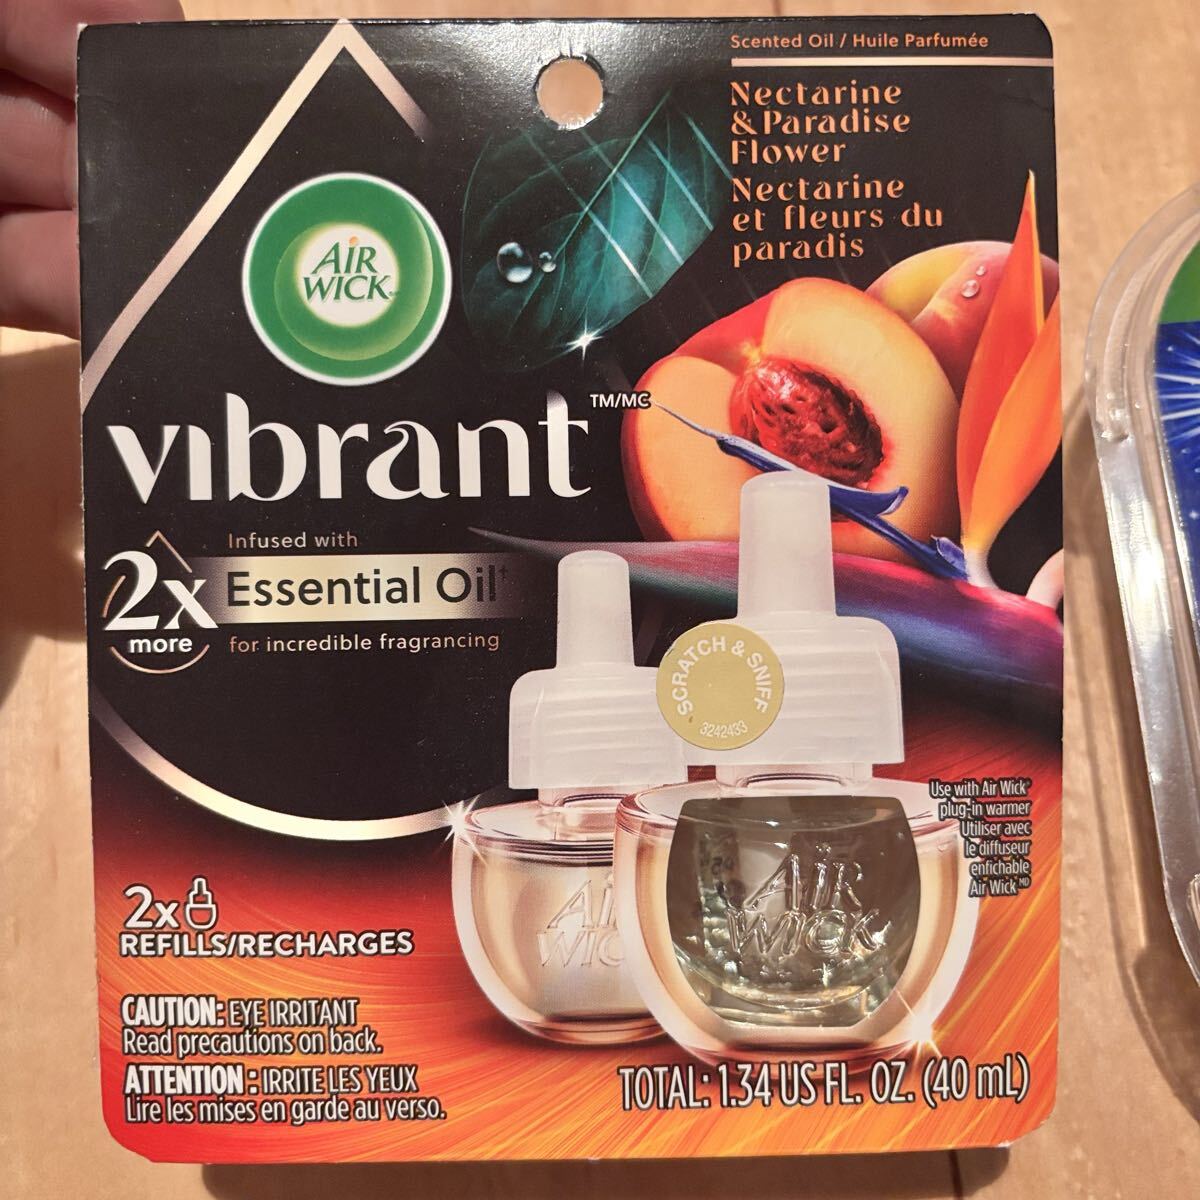 Scented Oil / Huile Parfumée
Nectarine
& Paradise
Flower
Nectarine
et fleurs du
paradis
AiR
WICK
vibrant TM/MC
Infused with
2x
more
Essential Oil†
for incredible fragrancing
SCRATCH & SNIFF
3242433
Use with Air Wick®
plug-in warmer
Utiliser avec
le diffuseur
enfichable
Air Wick MD
AiR
WICK
Ai
WIC
2x
REFILLS/RECHARGES
CAUTION: EYE IRRITANT
Read precautions on back.
ATTENTION : IRRITE LES YEUX
Lire les mises en garde au verso.
TOTAL: 1.34 US FL. OZ. (40 mL)